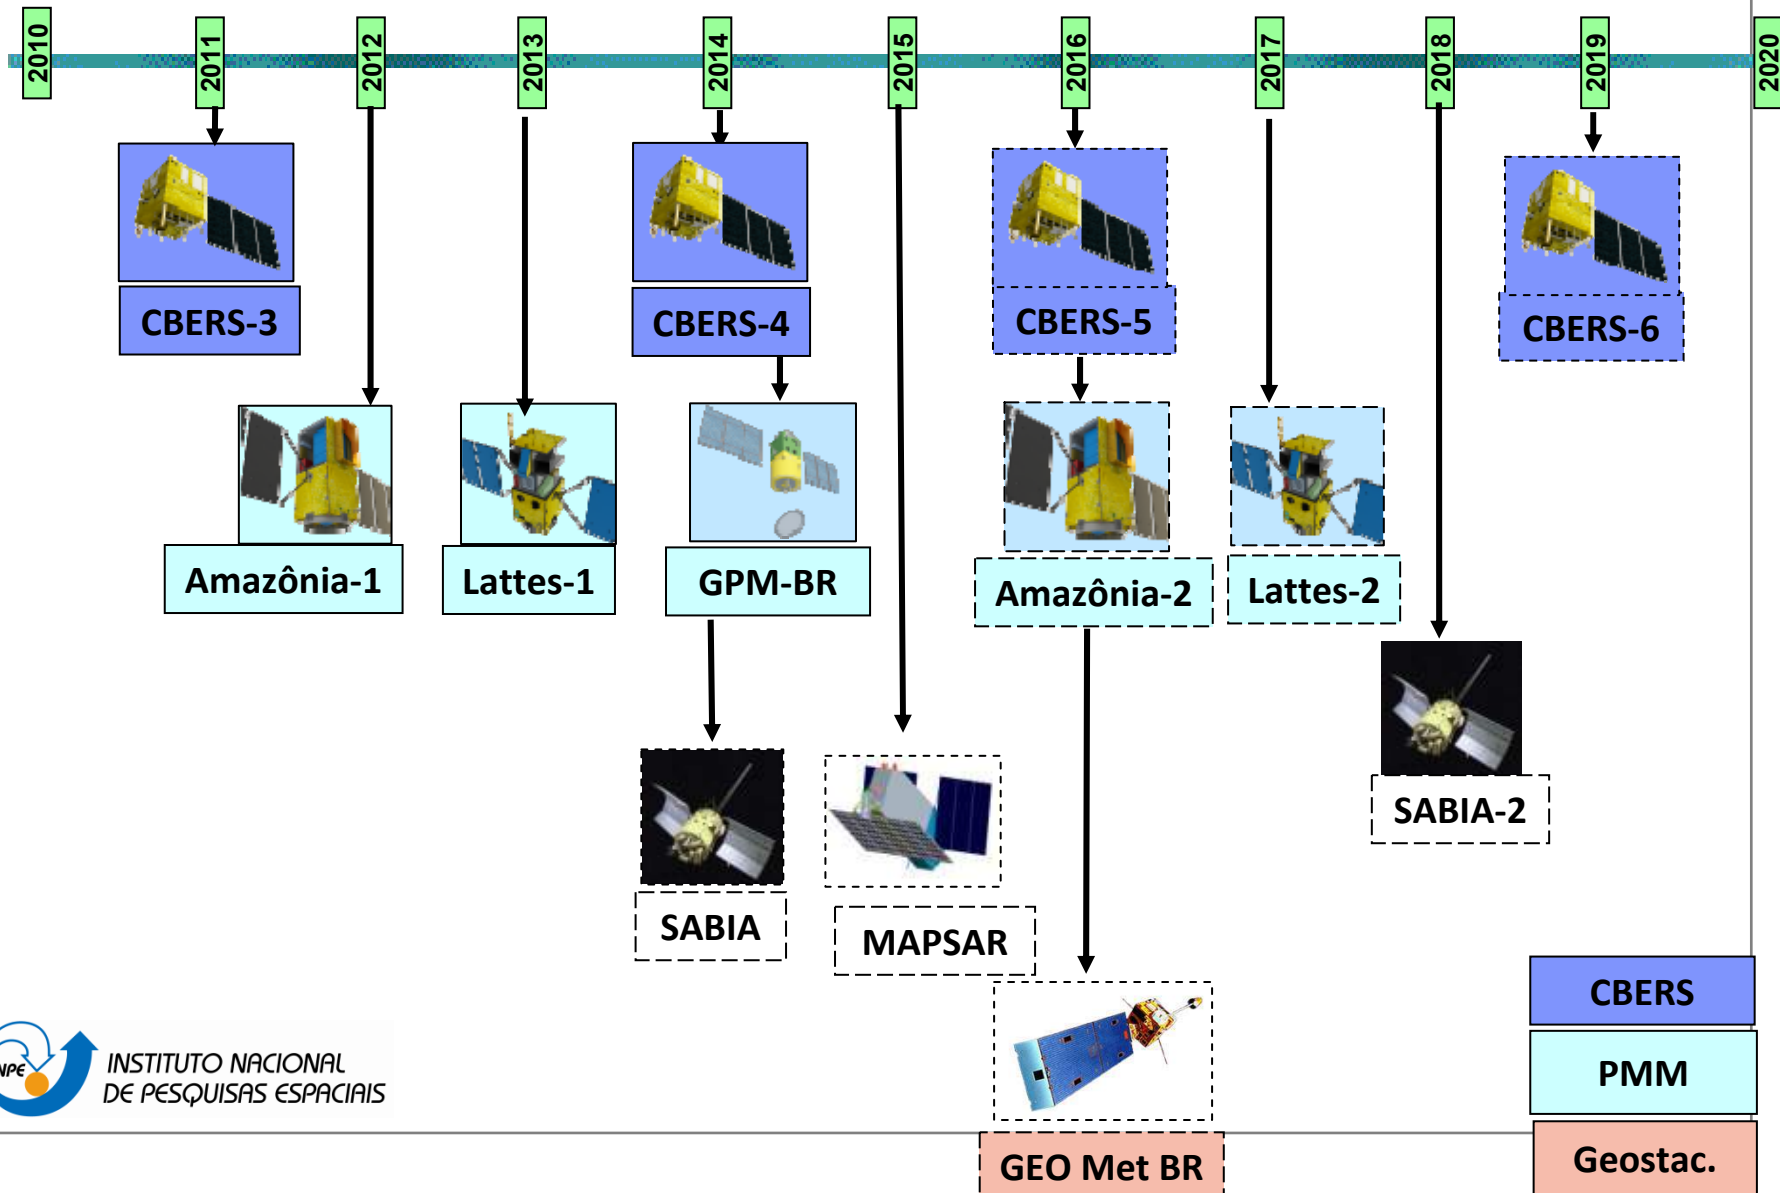 2010
2011
2012
2013
2014
2015
2016
2017
2018
2019
2020
CBERS-3
CBERS-4
CBERS-5
CBERS-6
Amazônia-1
Lattes-1
GPM-BR
Amazônia-2
Lattes-2
SABIA-2
SABIA
MAPSAR
CBERS
PMM
INSTITUTO NACIONAL
DE PESQUISAS ESPACIAIS
GEO Met BR
Geostac.